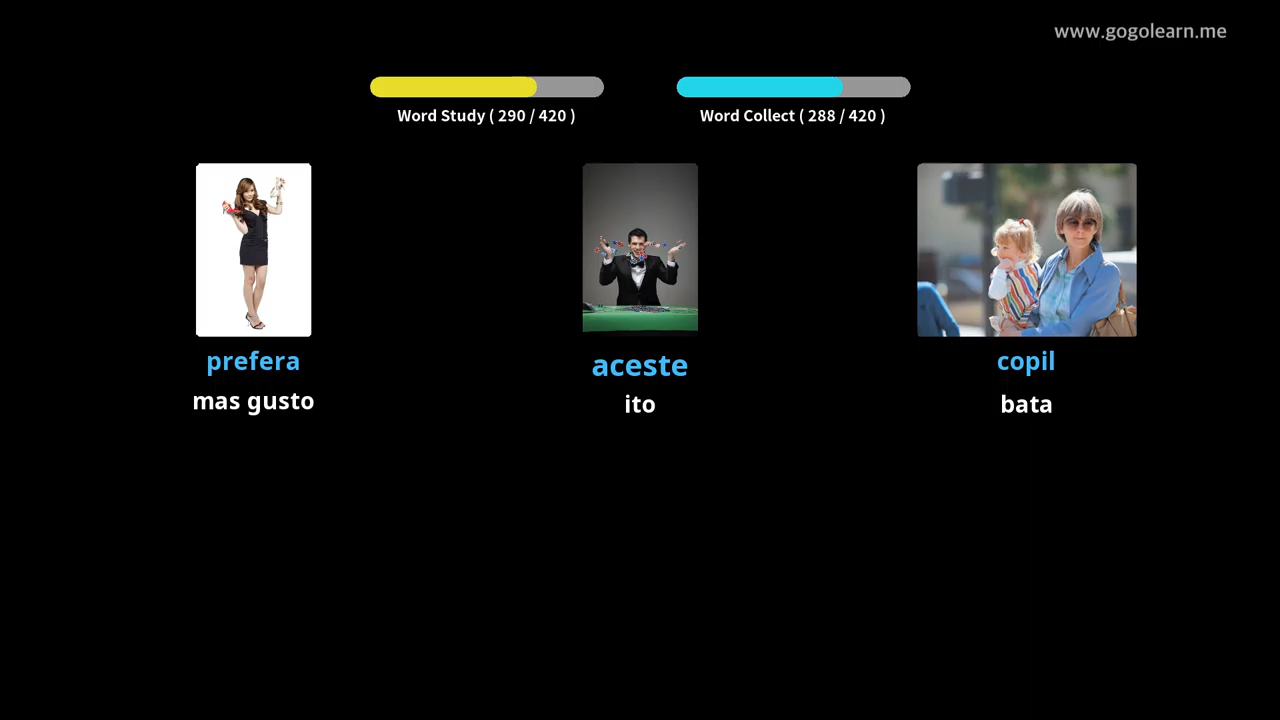 www.gogolearn.me
Word Study ( 290 / 420 )
Word Collect ( 288 / 420 )
prefera
mas gusto
aceste
ito
copil
bata